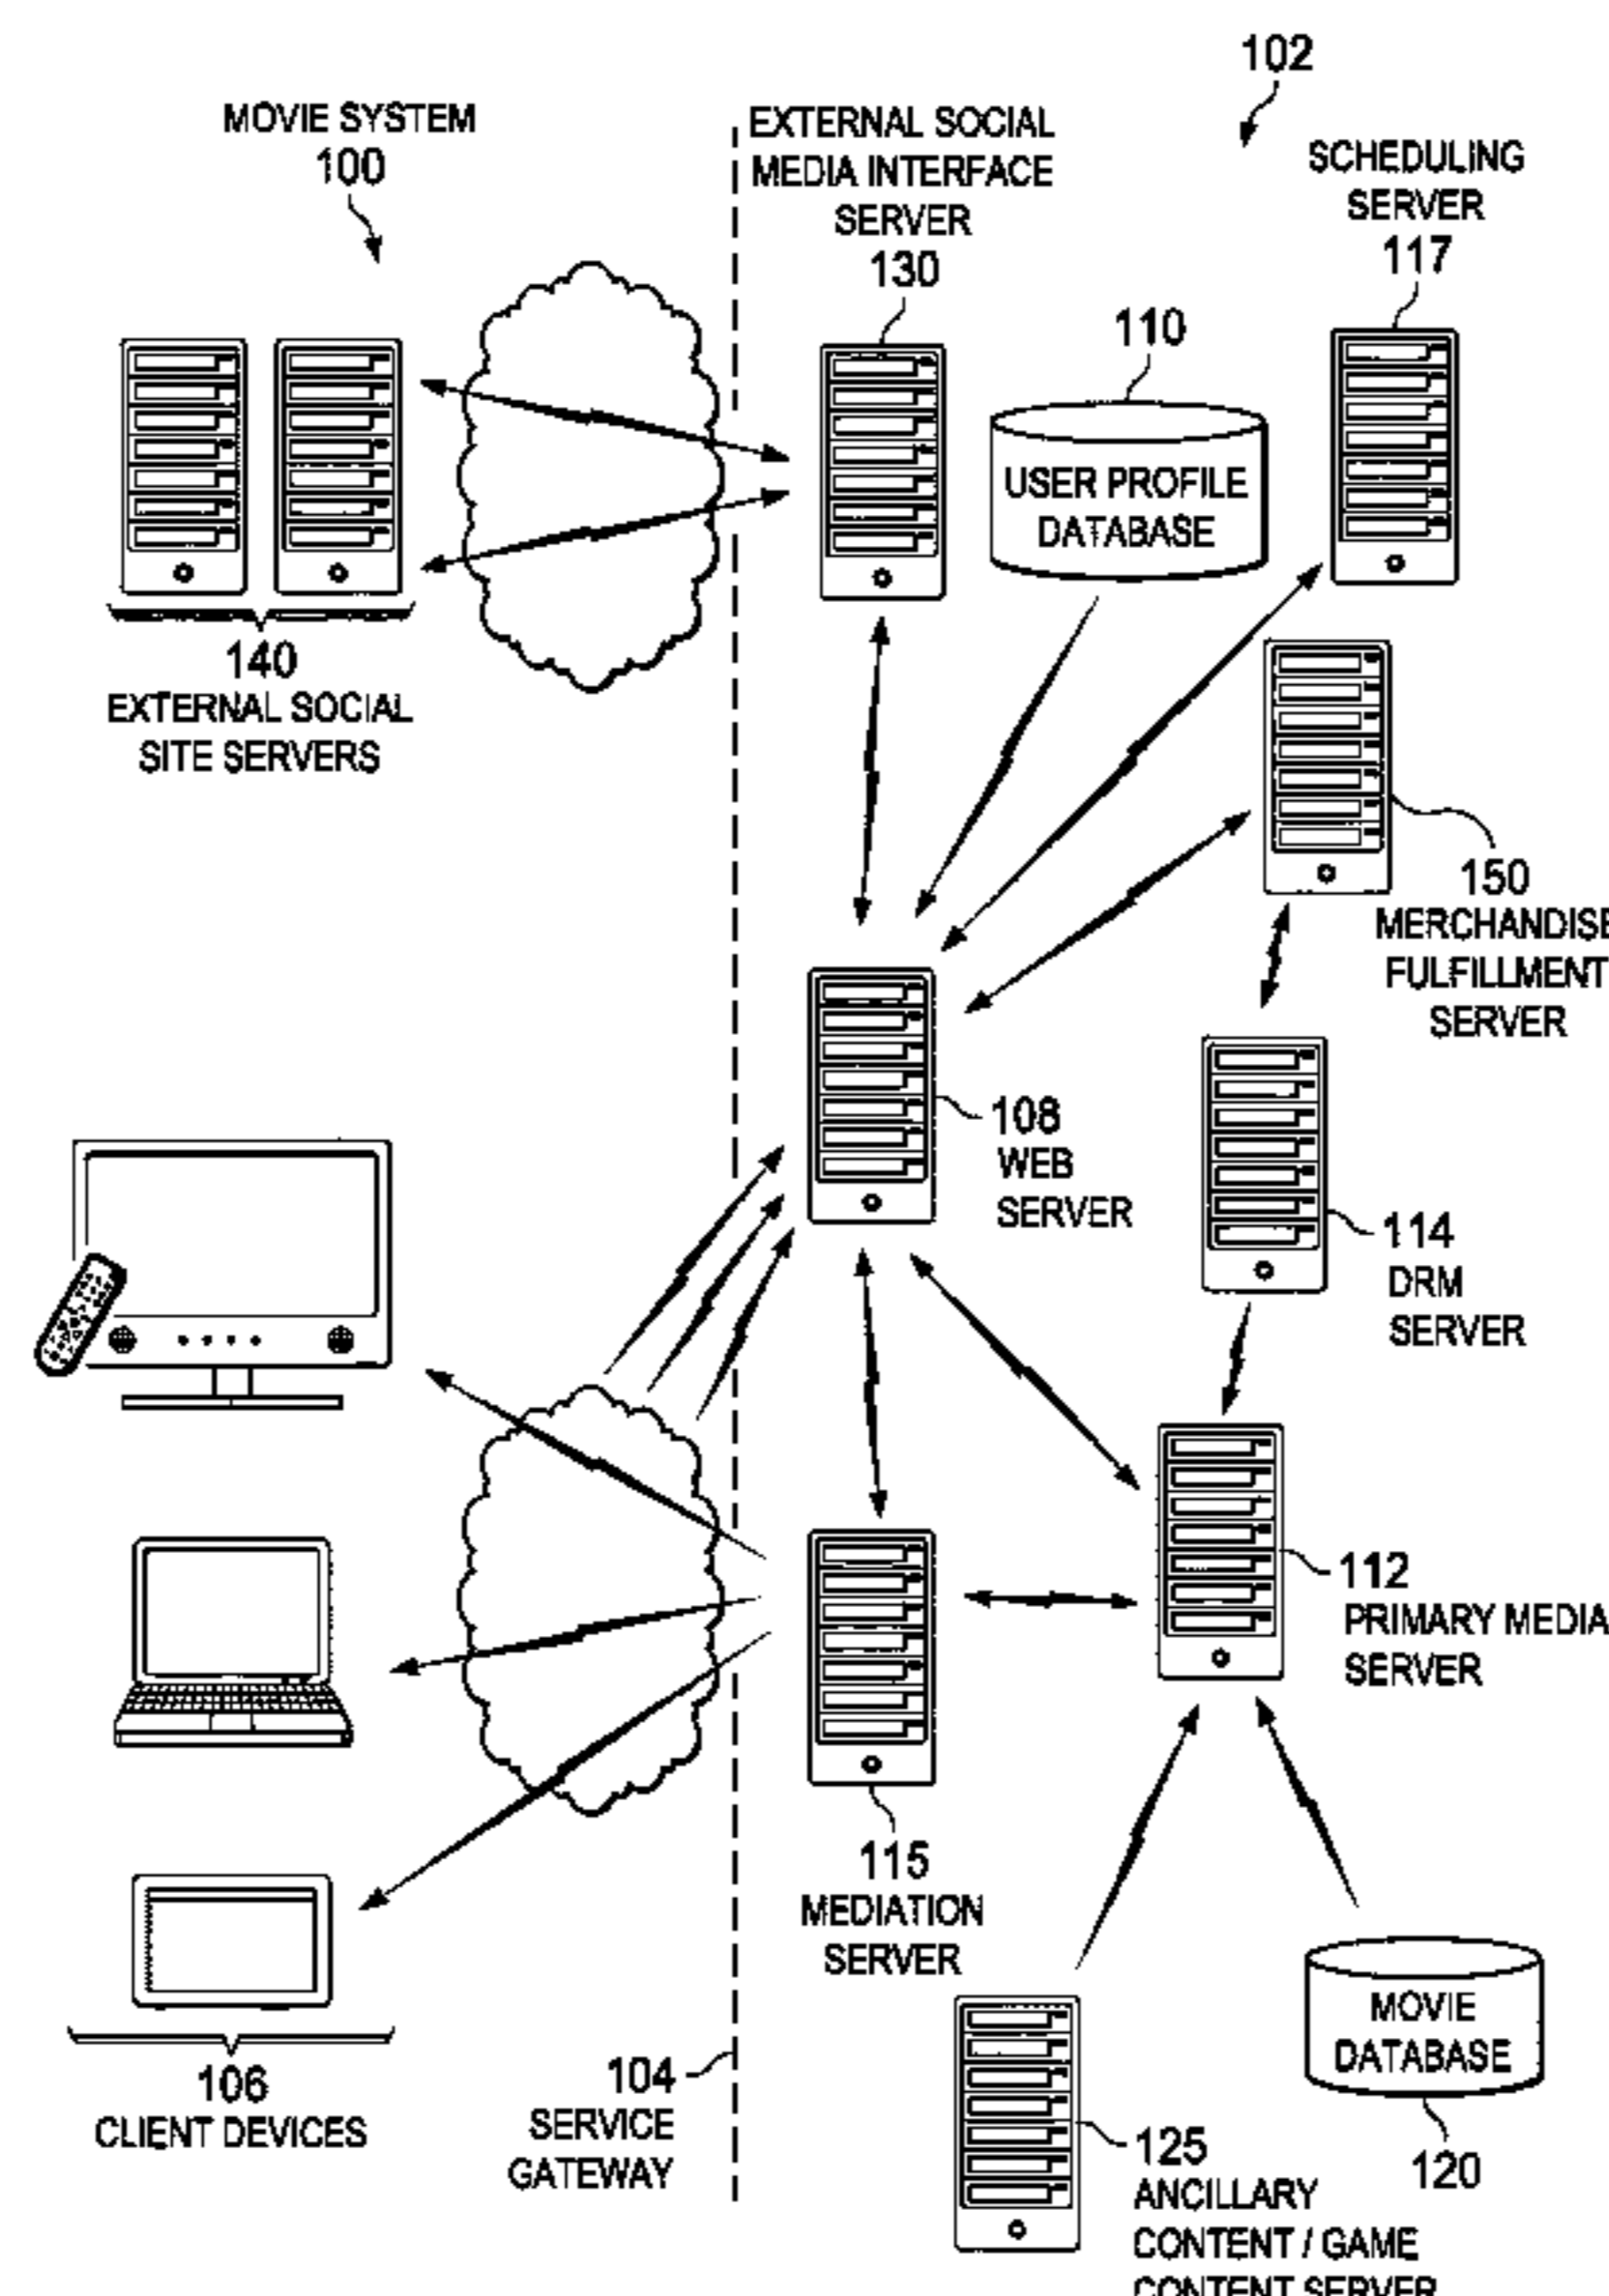 102
MOVIE SYSTEM
100
EXTERNAL SOCIAL
MEDIA INTERFACE
SERVER
130
SCHEDULING
SERVER
117
110
USER PROFILE
DATABASE
140
EXTERNAL SOCIAL
SITE SERVERS
150
MERCHANDISE
FULFILLMENT
SERVER
108
WEB
SERVER
114
DRM
SERVER
112
PRIMARY MEDIA
SERVER
115
MEDIATION
SERVER
106
CLIENT DEVICES
104
SERVICE
GATEWAY
MOVIE
DATABASE
120
125
ANCILLARY
CONTENT / GAME
CONTENT SERVER